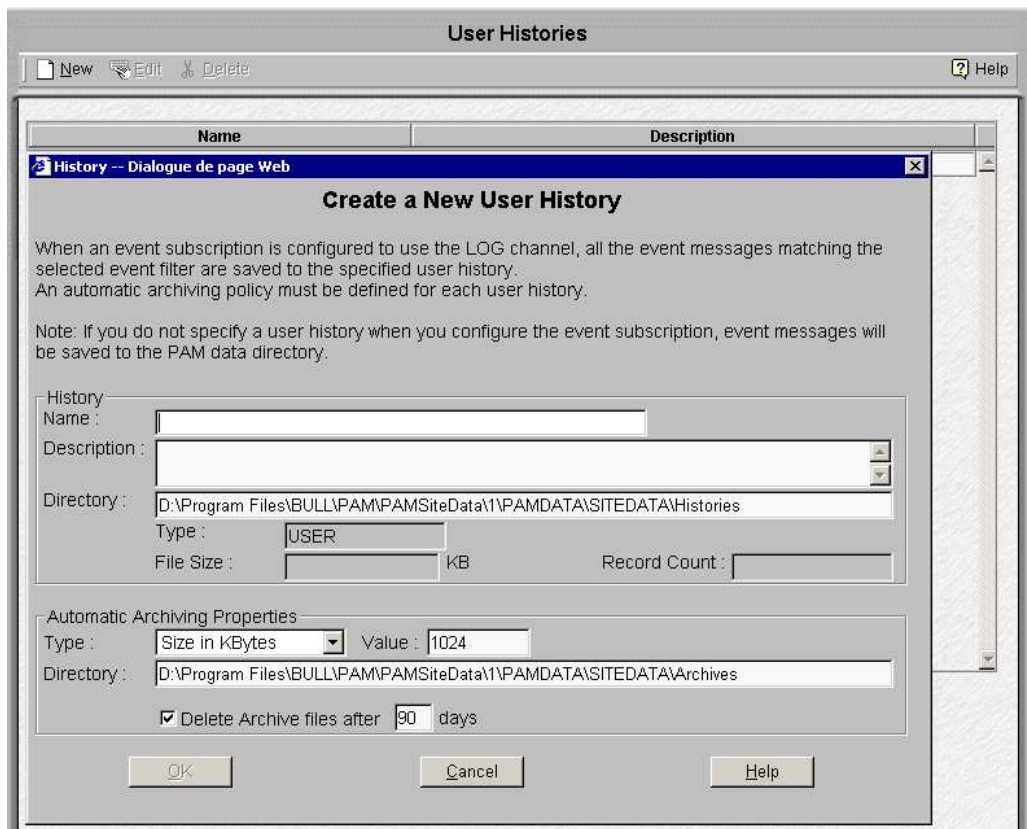 User Histories
New Edit Delete Help
Name Description
History -- Dialogue de page Web
Create a New User History
When an event subscription is configured to use the LOG channel, all the event messages matching the
selected event filter are saved to the specified user history.
An automatic archiving policy must be defined for each user history.
Note: If you do not specify a user history when you configure the event subscription, event messages will
be saved to the PAM data directory.
History
Name :
Description :
Directory : D:\Program Files\BULL\PAM\PAMSiteData\1\PAMDATA\SITEDATA\Histories
Type : USER
File Size : KB Record Count :
Automatic Archiving Properties
Type : Size in KBytes Value : 1024
Directory : D:\Program Files\BULL\PAM\PAMSiteData\1\PAMDATA\SITEDATA\Archives
Delete Archive files after 90 days
OK Cancel Help